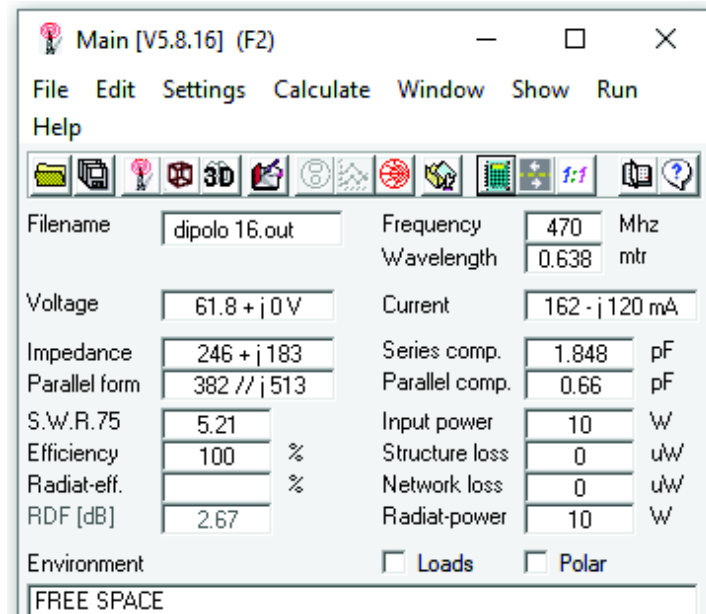 Main [V5.8.16] (F2)
File Edit Settings Calculate Window Show Run
Help
3D 1:1
Filename dipolo 16.out Frequency 470 Mhz
Wavelength 0.638 mtr
Voltage 61.8 + j 0 V Current 162 - j 120 mA
Impedance 246 + j 183 Series comp. 1.848 pF
Parallel form 382 // j 513 Parallel comp. 0.66 pF
S.W.R.75 5.21 Input power 10 W
Efficiency 100 % Structure loss 0 uW
Radiat-eff. % Network loss 0 uW
RDF [dB] 2.67 Radiat-power 10 W
Environment Loads Polar
FREE SPACE